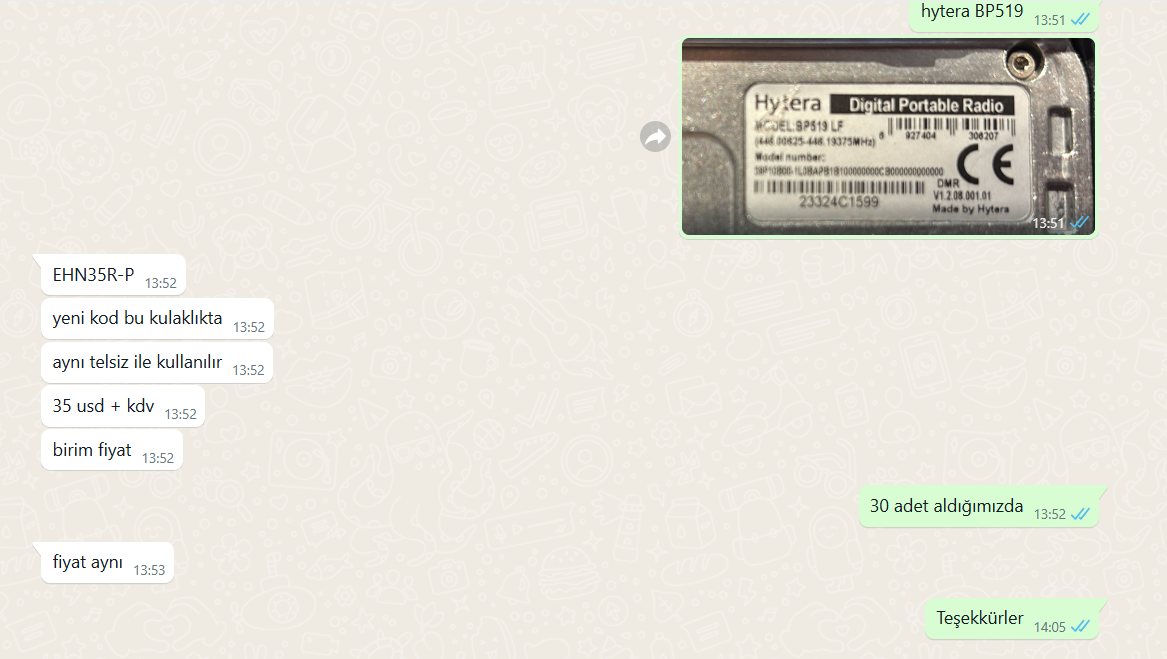 hytera BP519
13:51
Hytera Digital Portable Radio
MODEL:BP519 LF
(446.00625-446.19375MHz)
6 927404 306207
Model number:
CE
DMR
V1.2.08.001.01
23324C1599
Made by Hytera
13:51
EHN35R-P 13:52
yeni kod bu kulaklıkta 13:52
aynı telsiz ile kullanılır 13:52
35 usd + kdv 13:52
birim fiyat 13:52
30 adet aldığımızda 13:52
fiyat aynı 13:53
Teşekkürler 14:05